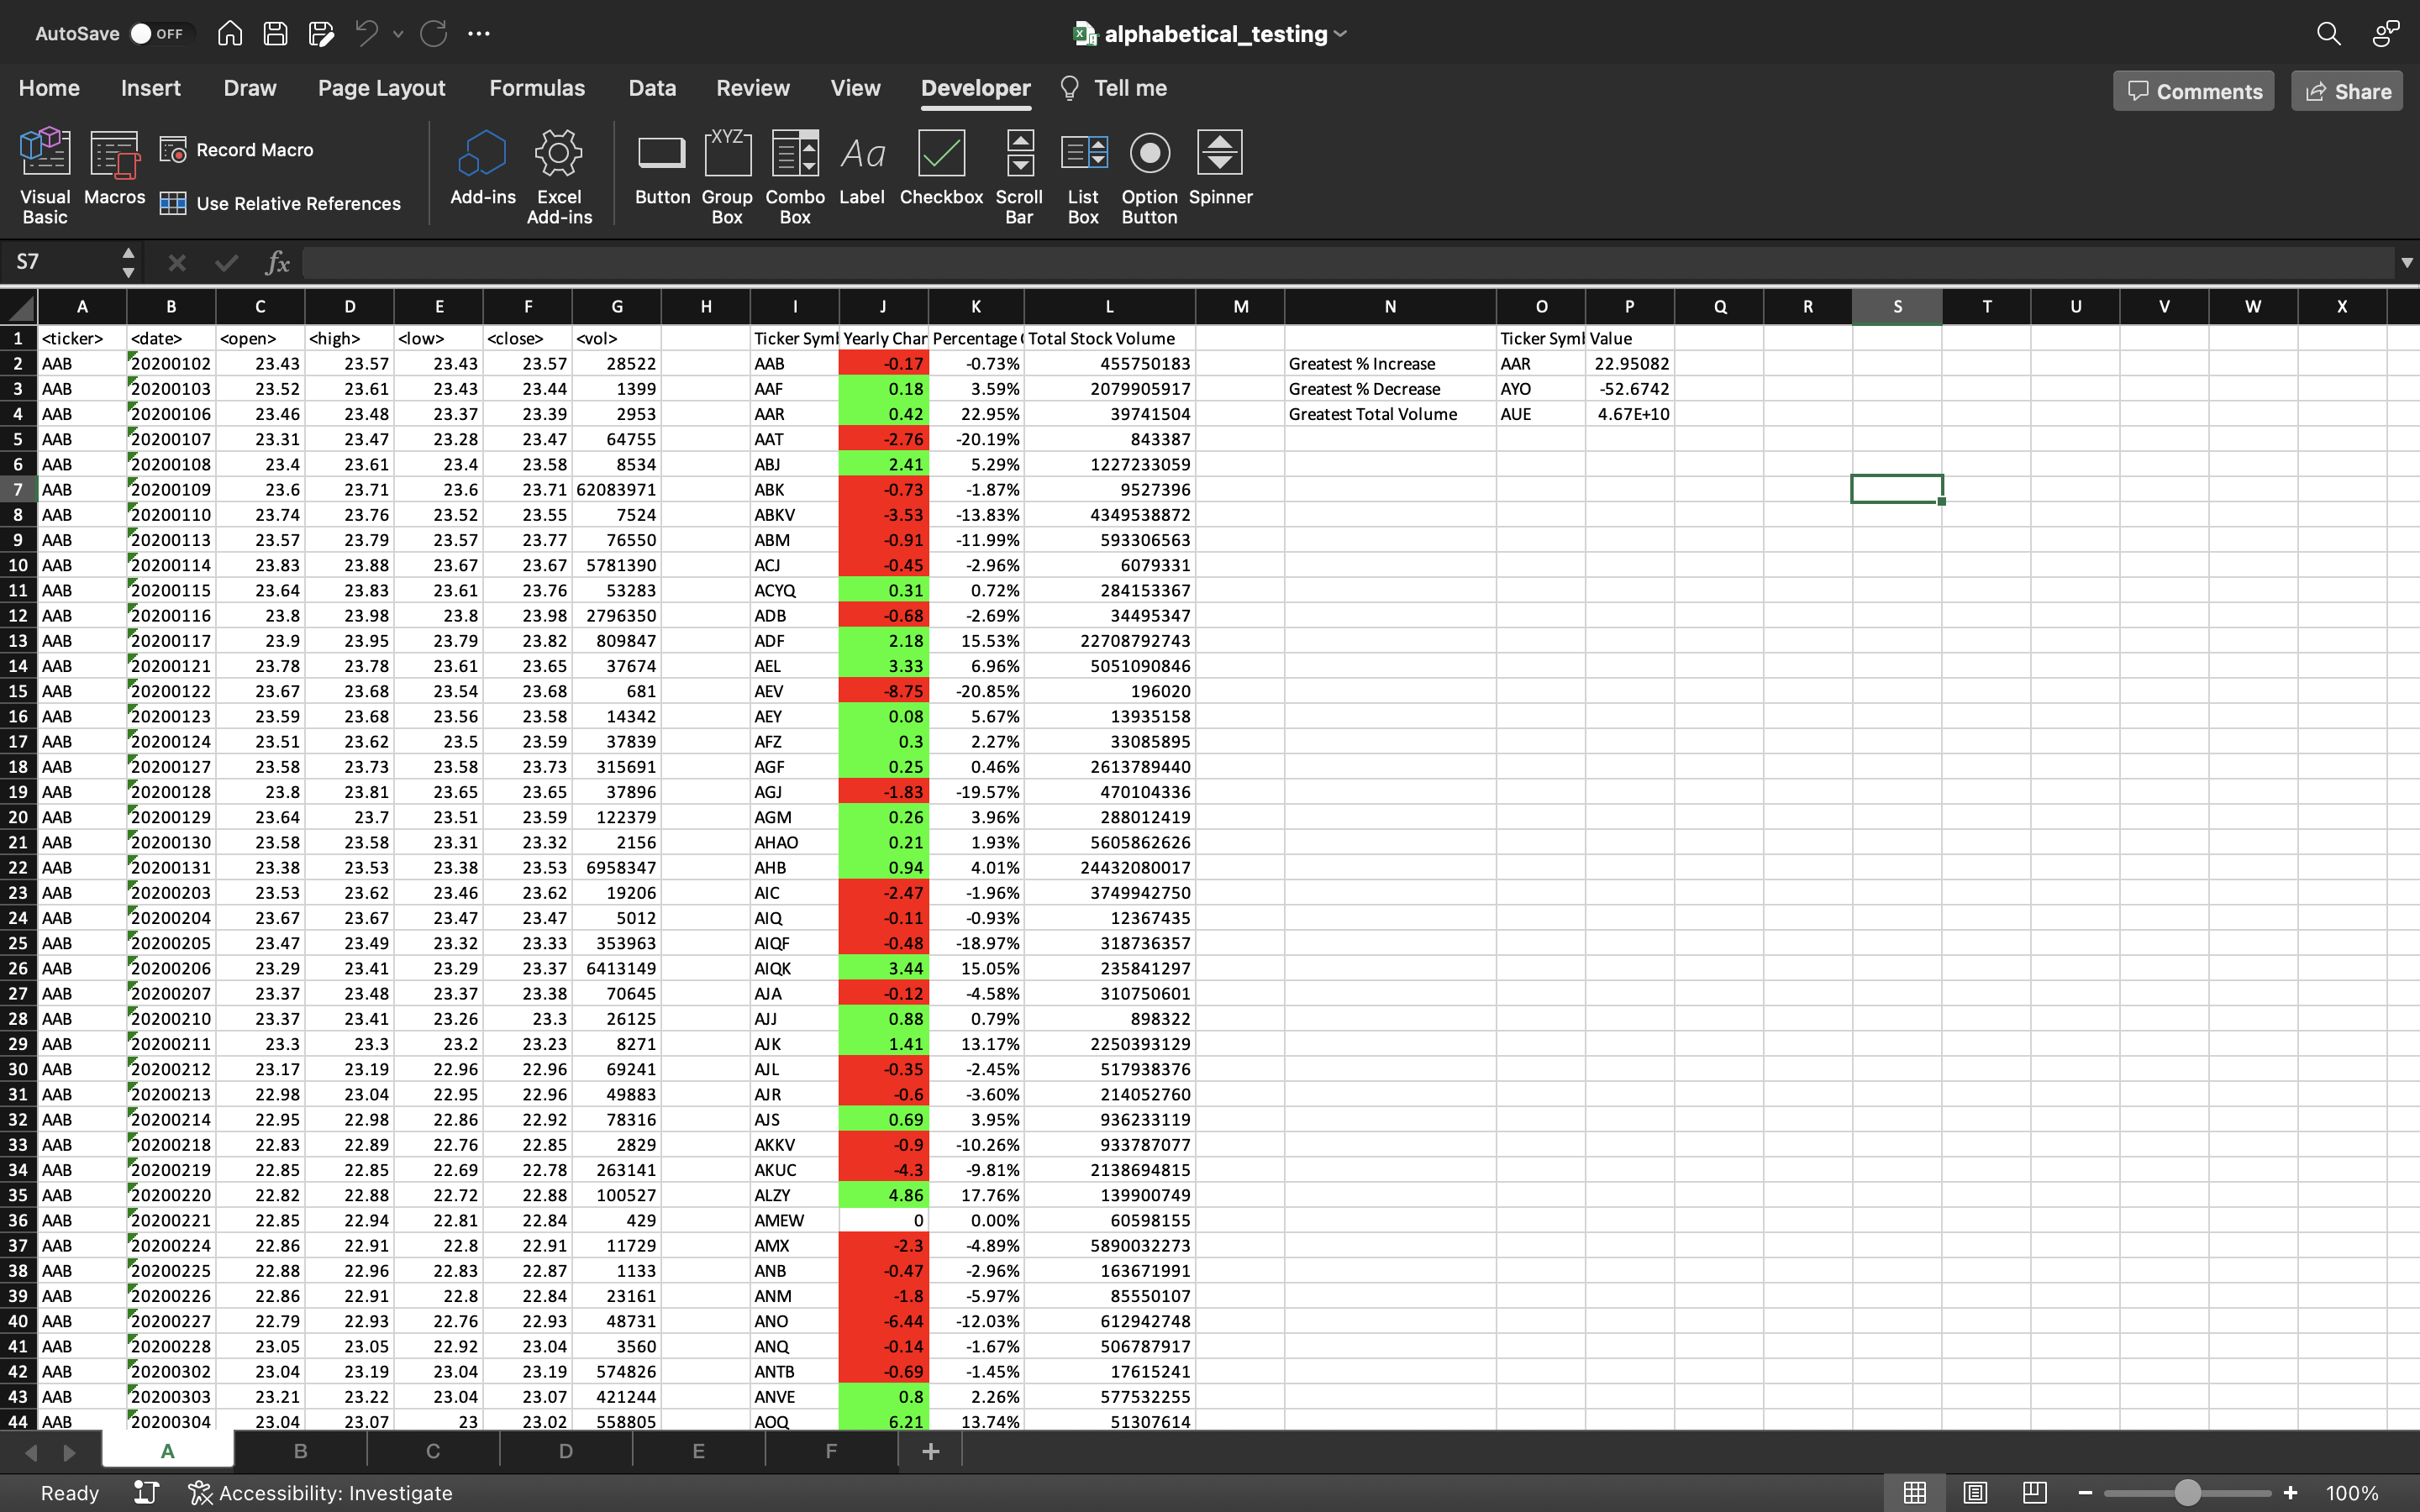 AutoSave OFF alphabetical_testing
Home Insert Draw Page Layout Formulas Data Review View Developer Tell me Comments Share
Visual Basic Macros Record Macro Use Relative References Add-ins Excel Add-ins XYZ Button Group Box Combo Box Aa Label Checkbox Scroll Bar List Box Option Button Spinner
S7 fx
A B C D E F G H I J K L M N O P Q R S T U V W X
1 <ticker> <date> <open> <high> <low> <close> <vol> Ticker Syml Yearly Char Percentage ( Total Stock Volume Ticker Syml Value
2 AAB 20200102 23.43 23.57 23.43 23.57 28522 AAB -0.17 -0.73% 455750183 Greatest % Increase AAR 22.95082
3 AAB 20200103 23.52 23.61 23.43 23.44 1399 AAF 0.18 3.59% 2079905917 Greatest % Decrease AYO -52.6742
4 AAB 20200106 23.46 23.48 23.37 23.39 2953 AAR 0.42 22.95% 39741504 Greatest Total Volume AUE 4.67E+10
5 AAB 20200107 23.31 23.47 23.28 23.47 64755 AAT -2.76 -20.19% 843387
6 AAB 20200108 23.4 23.61 23.4 23.58 8534 ABJ 2.41 5.29% 1227233059
7 AAB 20200109 23.6 23.71 23.6 23.71 62083971 ABK -0.73 -1.87% 9527396
8 AAB 20200110 23.74 23.76 23.52 23.55 7524 ABKV -3.53 -13.83% 4349538872
9 AAB 20200113 23.57 23.79 23.57 23.77 76550 ABM -0.91 -11.99% 593306563
10 AAB 20200114 23.83 23.88 23.67 23.67 5781390 ACJ -0.45 -2.96% 6079331
11 AAB 20200115 23.64 23.83 23.61 23.76 53283 ACYQ 0.31 0.72% 284153367
12 AAB 20200116 23.8 23.98 23.8 23.98 2796350 ADB -0.68 -2.69% 34495347
13 AAB 20200117 23.9 23.95 23.79 23.82 809847 ADF 2.18 15.53% 22708792743
14 AAB 20200121 23.78 23.78 23.61 23.65 37674 AEL 3.33 6.96% 5051090846
15 AAB 20200122 23.67 23.68 23.54 23.68 681 AEV -8.75 -20.85% 196020
16 AAB 20200123 23.59 23.68 23.56 23.58 14342 AEY 0.08 5.67% 13935158
17 AAB 20200124 23.51 23.62 23.5 23.59 37839 AFZ 0.3 2.27% 33085895
18 AAB 20200127 23.58 23.73 23.58 23.73 315691 AGF 0.25 0.46% 2613789440
19 AAB 20200128 23.8 23.81 23.65 23.65 37896 AGJ -1.83 -19.57% 470104336
20 AAB 20200129 23.64 23.7 23.51 23.59 122379 AGM 0.26 3.96% 288012419
21 AAB 20200130 23.58 23.58 23.31 23.32 2156 AHAO 0.21 1.93% 5605862626
22 AAB 20200131 23.38 23.53 23.38 23.53 6958347 AHB 0.94 4.01% 24432080017
23 AAB 20200203 23.53 23.62 23.46 23.62 19206 AIC -2.47 -1.96% 3749942750
24 AAB 20200204 23.67 23.67 23.47 23.47 5012 AIQ -0.11 -0.93% 12367435
25 AAB 20200205 23.47 23.49 23.32 23.33 353963 AIQF -0.48 -18.97% 318736357
26 AAB 20200206 23.29 23.41 23.29 23.37 6413149 AIQK 3.44 15.05% 235841297
27 AAB 20200207 23.37 23.48 23.37 23.38 70645 AJA -0.12 -4.58% 310750601
28 AAB 20200210 23.37 23.41 23.26 23.3 26125 AJJ 0.88 0.79% 898322
29 AAB 20200211 23.3 23.3 23.2 23.23 8271 AJK 1.41 13.17% 2250393129
30 AAB 20200212 23.17 23.19 22.96 22.96 69241 AJL -0.35 -2.45% 517938376
31 AAB 20200213 22.98 23.04 22.95 22.96 49883 AJR -0.6 -3.60% 214052760
32 AAB 20200214 22.95 22.98 22.86 22.92 78316 AJS 0.69 3.95% 936233119
33 AAB 20200218 22.83 22.89 22.76 22.85 2829 AKKV -0.9 -10.26% 933787077
34 AAB 20200219 22.85 22.85 22.69 22.78 263141 AKUC -4.3 -9.81% 2138694815
35 AAB 20200220 22.82 22.88 22.72 22.88 100527 ALZY 4.86 17.76% 139900749
36 AAB 20200221 22.85 22.94 22.81 22.84 429 AMEW 0 0.00% 60598155
37 AAB 20200224 22.86 22.91 22.8 22.91 11729 AMX -2.3 -4.89% 5890032273
38 AAB 20200225 22.88 22.96 22.83 22.87 1133 ANB -0.47 -2.96% 163671991
39 AAB 20200226 22.86 22.91 22.8 22.84 23161 ANM -1.8 -5.97% 85550107
40 AAB 20200227 22.79 22.93 22.76 22.93 48731 ANO -6.44 -12.03% 612942748
41 AAB 20200228 23.05 23.05 22.92 23.04 3560 ANQ -0.14 -1.67% 506787917
42 AAB 20200302 23.04 23.19 23.04 23.19 574826 ANTB -0.69 -1.45% 17615241
43 AAB 20200303 23.21 23.22 23.04 23.07 421244 ANVE 0.8 2.26% 577532255
44 AAB 20200304 23.04 23.07 23 23.02 558805 AOQ 6.21 13.74% 51307614
A B C D E F +
Ready Accessibility: Investigate 100%